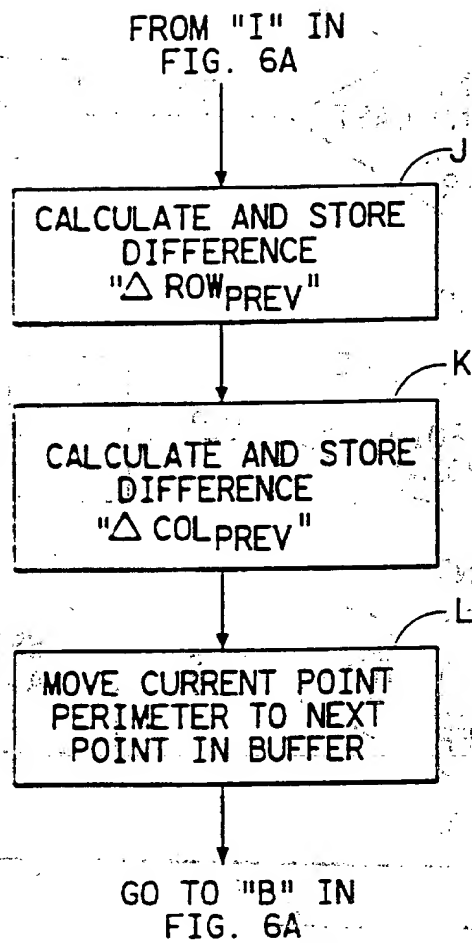 FROM "I" IN
FIG. 6A
J
CALCULATE AND STORE
DIFFERENCE
"△ ROWPREV"
K
CALCULATE AND STORE
DIFFERENCE
"△ COLPREV"
L
MOVE CURRENT POINT
PERIMETER TO NEXT
POINT IN BUFFER
GO TO "B" IN
FIG. 6A